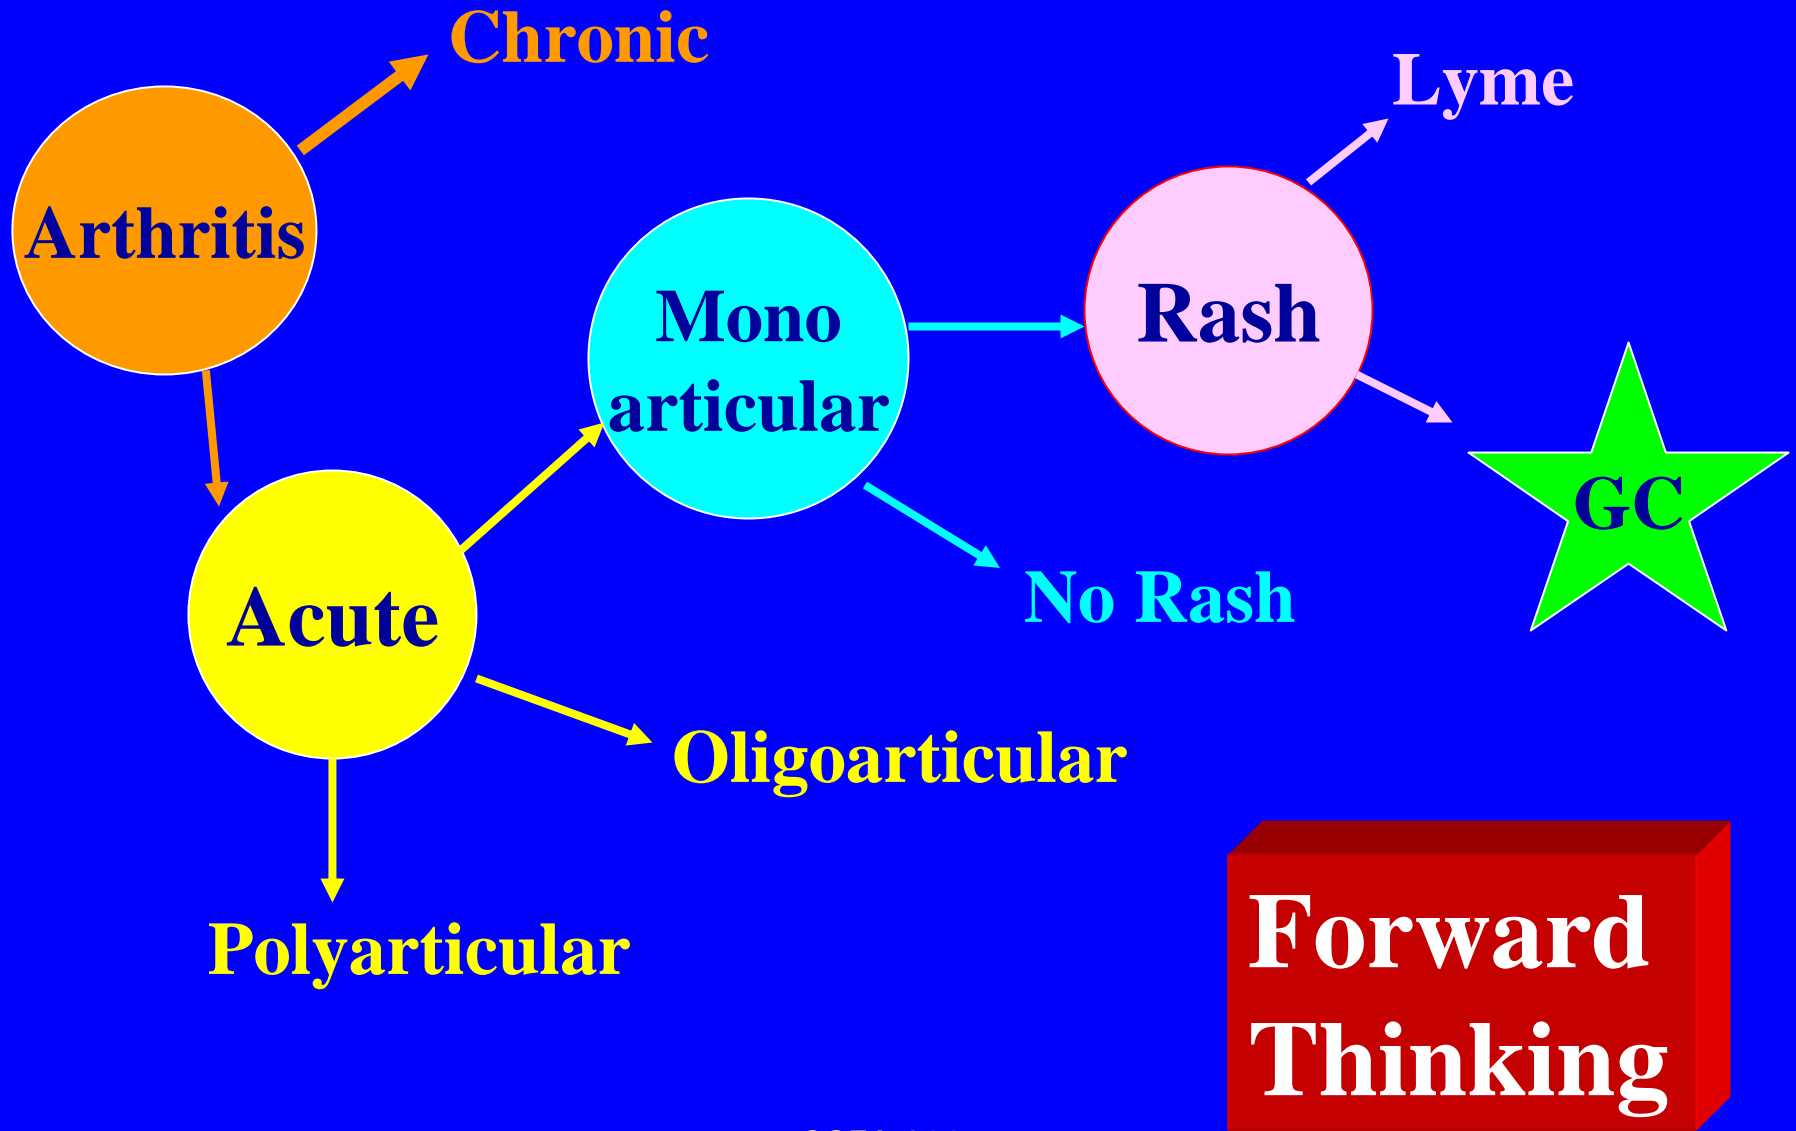 Chronic
Lyme
Arthritis
Mono
articular
Rash
GC
No Rash
Acute
Oligoarticular
Polyarticular
Forward
Thinking